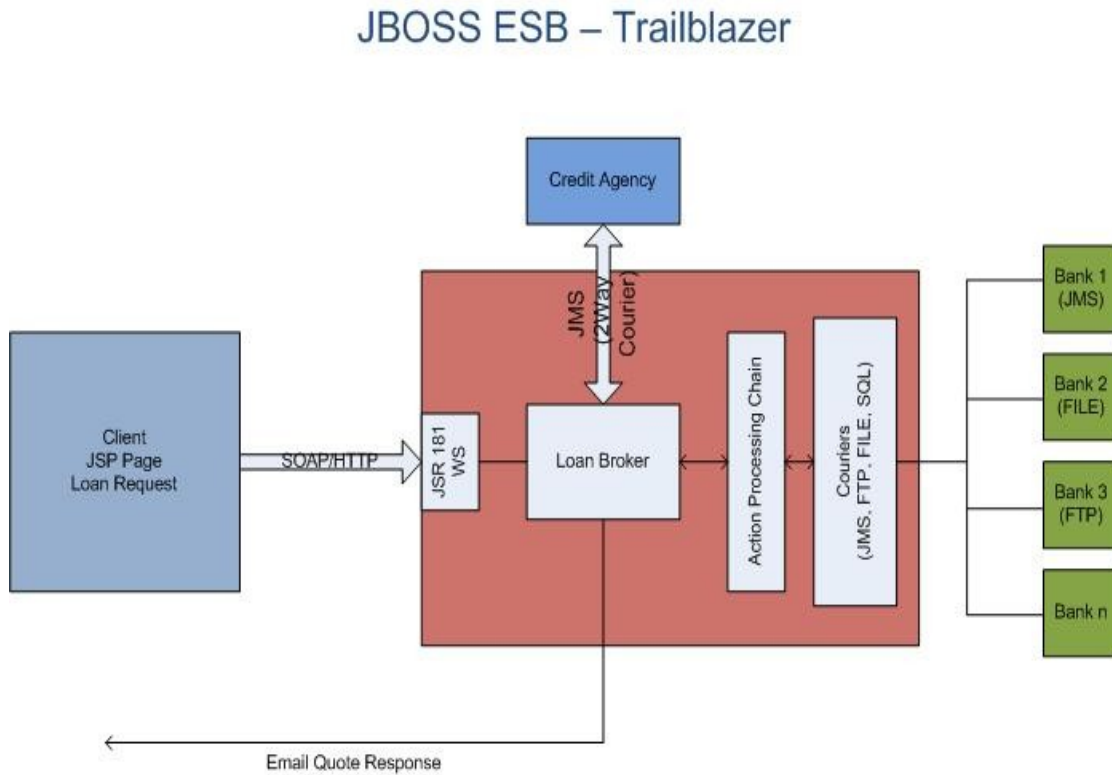 JBOSS ESB – Trailblazer
Credit Agency
JMS
(2Way
Courier)
Client
JSP Page
Loan Request
SOAP/HTTP
JSR 181
WS
Loan Broker
Action Processing Chain
Couriers
(JMS, FTP, FILE, SQL)
Bank 1
(JMS)
Bank 2
(FILE)
Bank 3
(FTP)
Bank n
Email Quote Response